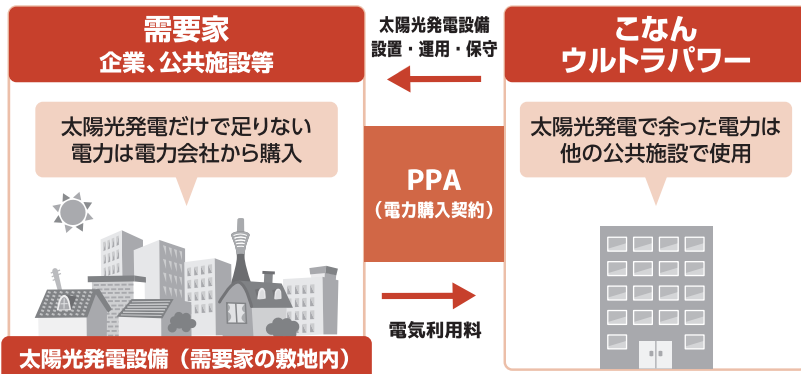 需要家
企業、公共施設等
太陽光発電だけで足りない
電力は電力会社から購入
太陽光発電設備（需要家の敷地内）
太陽光発電設備
設置・運用・保守
PPA
（電力購入契約）
電気利用料
こなん
ウルトラパワー
太陽光発電で余った電力は
他の公共施設で使用